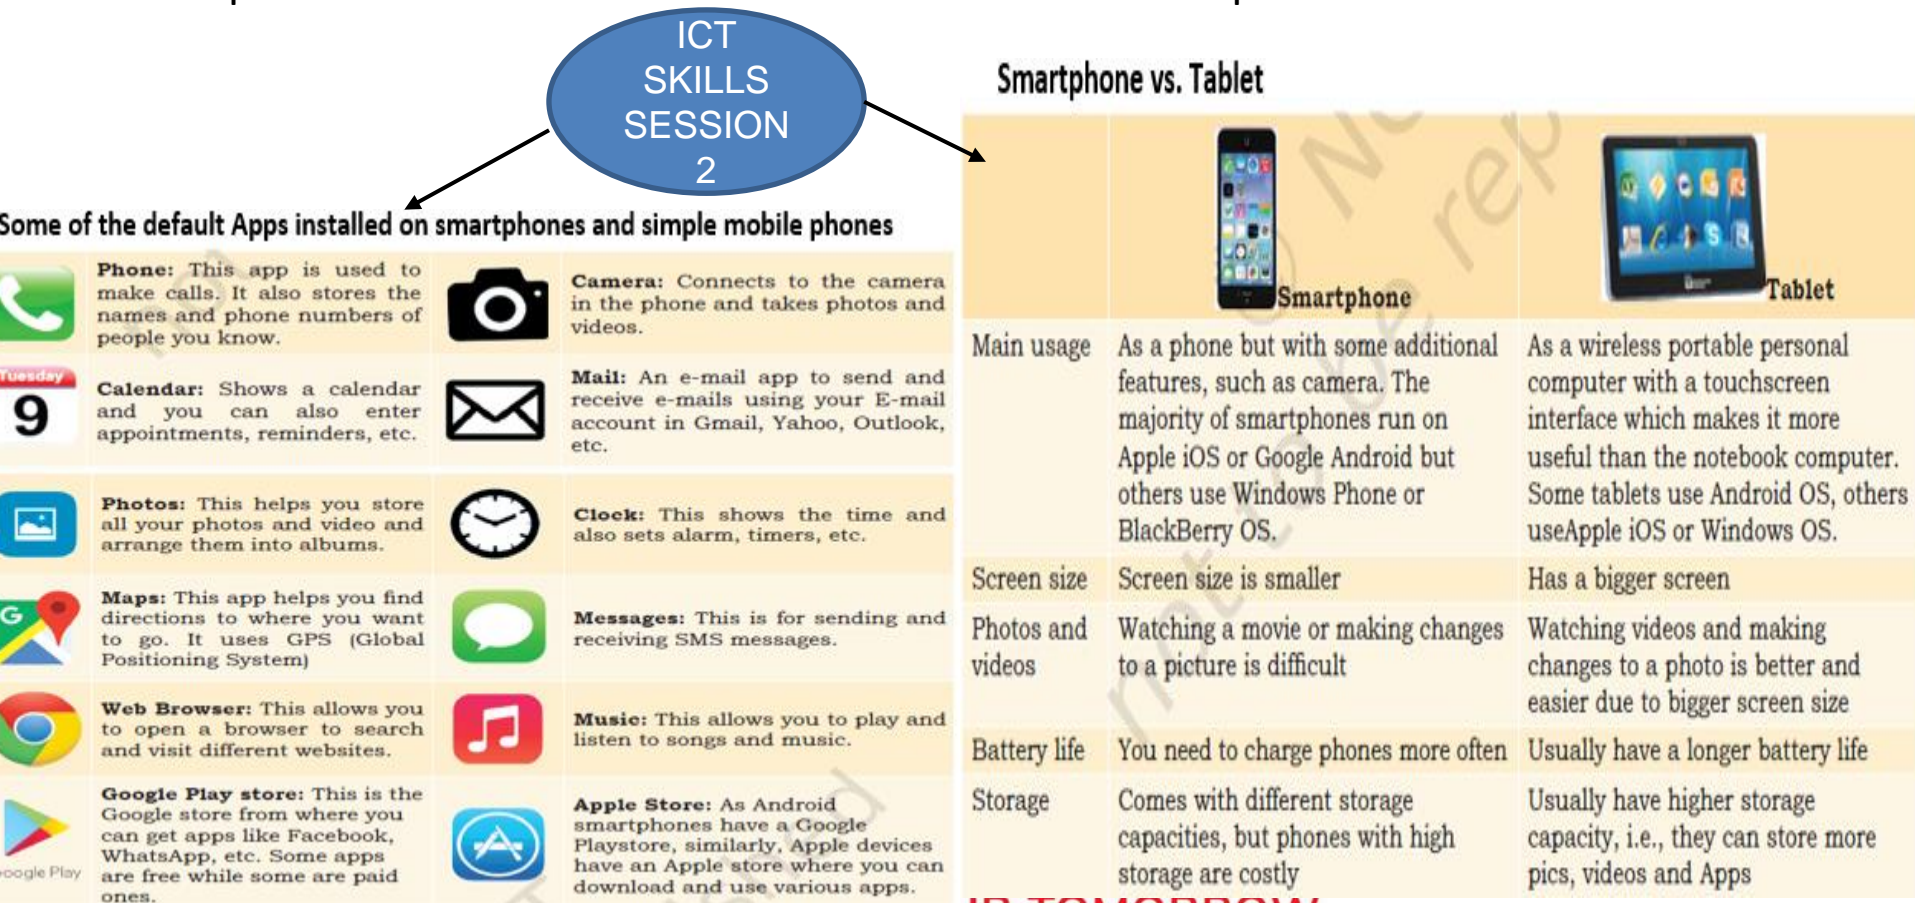 ICT
SKILLS
SESSION
2
Some of the default Apps installed on smartphones and simple mobile phones
Phone: This app is used to
make calls. It also stores the
names and phone numbers of
people you know.
Camera: Connects to the camera
in the phone and takes photos and
videos.
Tuesday
9
Calendar: Shows a calendar
and you can also enter
appointments, reminders, etc.
Mail: An e-mail app to send and
receive e-mails using your E-mail
account in Gmail, Yahoo, Outlook,
etc.
Photos: This helps you store
all your photos and video and
arrange them into albums.
Clock: This shows the time and
also sets alarm, timers, etc.
G
Maps: This app helps you find
directions to where you want
to go. It uses GPS (Global
Positioning System)
Messages: This is for sending and
receiving SMS messages.
Web Browser: This allows you
to open a browser to search
and visit different websites.
Music: This allows you to play and
listen to songs and music.
Google Play
Google Play store: This is the
Google store from where you
can get apps like Facebook,
WhatsApp, etc. Some apps
are free while some are paid
ones.
Apple Store: As Android
smartphones have a Google
Playstore, similarly, Apple devices
have an Apple store where you can
download and use various apps.
Smartphone vs. Tablet
Smartphone
Tablet
Main usage
As a phone but with some additional
features, such as camera. The
majority of smartphones run on
Apple iOS or Google Android but
others use Windows Phone or
BlackBerry OS.
As a wireless portable personal
computer with a touchscreen
interface which makes it more
useful than the notebook computer.
Some tablets use Android OS, others
useApple iOS or Windows OS.
Screen size
Screen size is smaller
Has a bigger screen
Photos and
videos
Watching a movie or making changes
to a picture is difficult
Watching videos and making
changes to a photo is better and
easier due to bigger screen size
Battery life
You need to charge phones more often
Usually have a longer battery life
Storage
Comes with different storage
capacities, but phones with high
storage are costly
Usually have higher storage
capacity, i.e., they can store more
pics, videos and Apps
not to be rep